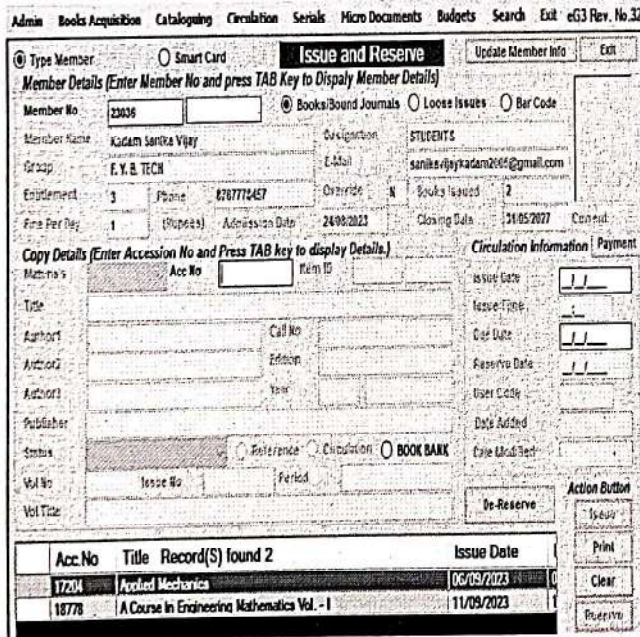 Admin Books Acquisition Cataloguing Circulation Serials Micro Documents Budgets Search Exit eG3 Rev. No.32
Type Member Smart Card Issue and Reserve Update Member Info Exit
Member Details (Enter Member No and press TAB Key to Dispaly Member Details)
Member No 23036 Books/Bound Journals Loose Issues Bar Code
Member Name Kadam Sanika Vijay Designation STUDENTS
Group F. Y. B. TECH E-Mail
Entitlement 3 Phone Override N Books Issued 2
Fine Per Day 1 (Rupees) Admission Date 24/08/2023 Closing Date 31/05/2027
Copy Details (Enter Accession No and Press TAB key to display Details.) Circulation Information Payment
Acc No Item ID Issue Date _/_/__
Title Issue Time _:_
Author1 Call No Due Date _/_/__
Author2 Edition Reserve Date _/_/__
Author3 Year User Code
Publisher Date Added
Status Reference Circulation BOOK BANK Date Modified
Vol No Issue No Period Action Button
Vol Title De-Reserve Issue
Acc.No Title Record(S) found 2 Issue Date Print
17204 Applied Mechanics 06/09/2023 Clear
18778 A Course In Engineering Mathematics Vol. - I 11/09/2023 Reserve